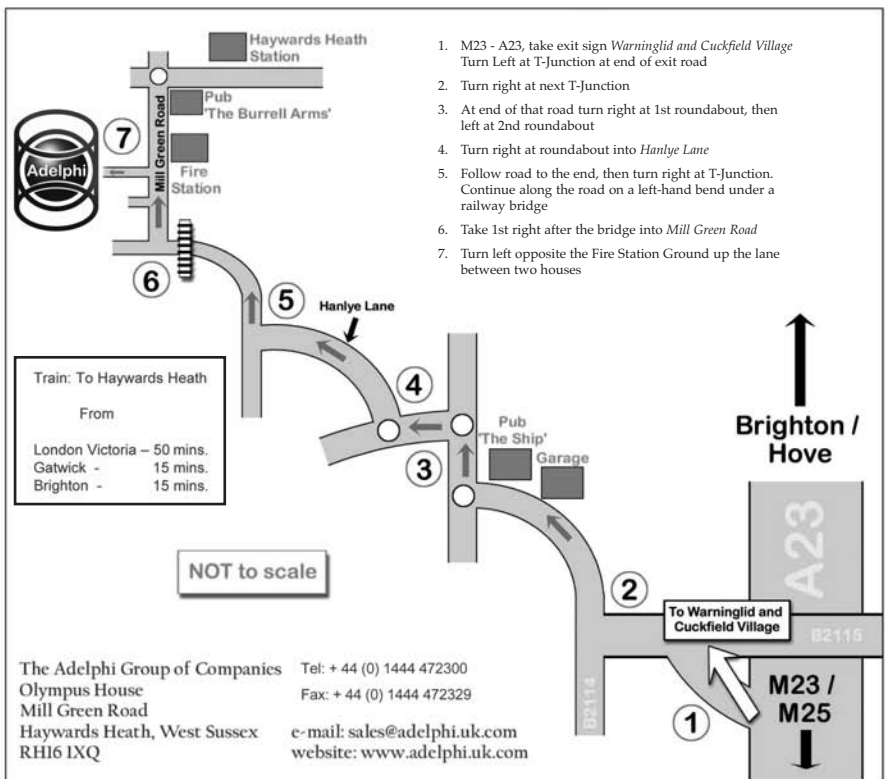 Haywards Heath
Station
Pub
'The Burrell Arms'
Mill Green Road
7
Adelphi
Fire
Station
6
5
Hanlye Lane
4
3
Pub
'The Ship'
Garage
2
1
1. M23 - A23, take exit sign Warninglid and Cuckfield Village
Turn Left at T-Junction at end of exit road
2. Turn right at next T-Junction
3. At end of that road turn right at 1st roundabout, then
left at 2nd roundabout
4. Turn right at roundabout into Hanlye Lane
5. Follow road to the end, then turn right at T-Junction.
Continue along the road on a left-hand bend under a
railway bridge
6. Take 1st right after the bridge into Mill Green Road
7. Turn left opposite the Fire Station Ground up the lane
between two houses
Train: To Haywards Heath
From
London Victoria – 50 mins.
Gatwick - 15 mins.
Brighton - 15 mins.
NOT to scale
Brighton /
Hove
A23
To Warninglid and
Cuckfield Village
B2115
B2114
M23 /
M25
The Adelphi Group of Companies
Olympus House
Mill Green Road
Haywards Heath, West Sussex
RH16 1XQ
Tel: + 44 (0) 1444 472300
Fax: + 44 (0) 1444 472329
e-mail: sales@adelphi.uk.com
website: www.adelphi.uk.com